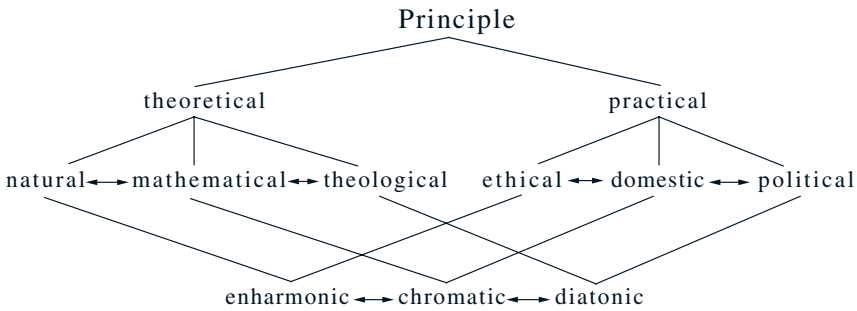 Principle
theoretical practical
natural mathematical theological ethical domestic political
enharmonic chromatic diatonic